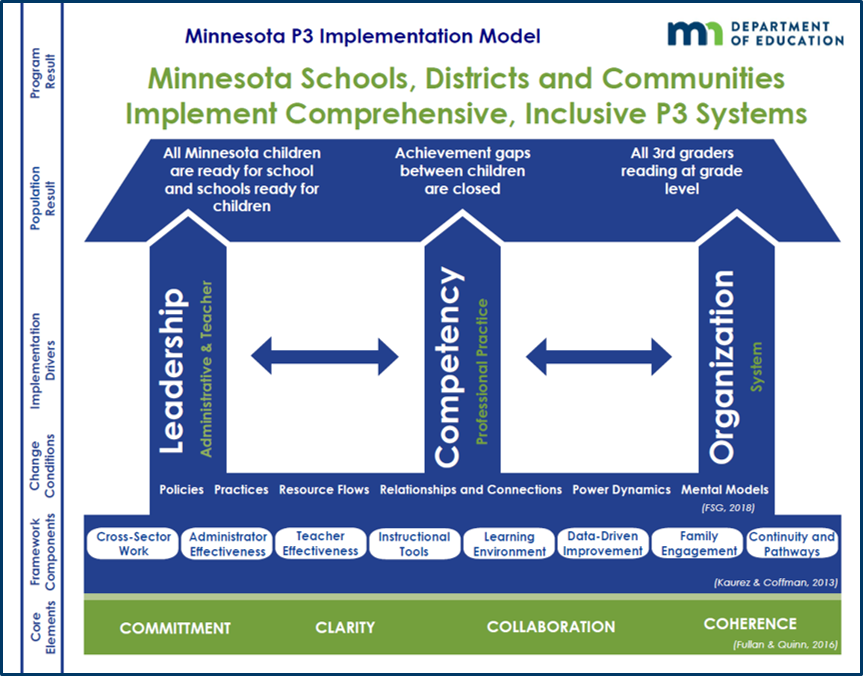 Minnesota P3 Implementation Model
mn DEPARTMENT
OF EDUCATION
Minnesota Schools, Districts and Communities
Implement Comprehensive, Inclusive P3 Systems
Program
Result
Population
Result
All Minnesota children
are ready for school
and schools ready for
children
Achievement gaps
between children
are closed
All 3rd graders
reading at grade
level
Implementation
Drivers
Leadership
Administrative & Teacher
Competency
Professional Practice
Organization
System
Change
Conditions
Policies Practices Resource Flows Relationships and Connections Power Dynamics Mental Models
(FSG, 2018)
Framework
Components
Cross-Sector
Work
Administrator
Effectiveness
Teacher
Effectiveness
Instructional
Tools
Learning
Environment
Data-Driven
Improvement
Family
Engagement
Continuity and
Pathways
(Kaurez & Coffman, 2013)
Core
Elements
COMMITTMENT CLARITY COLLABORATION COHERENCE
(Fullan & Quinn, 2016)